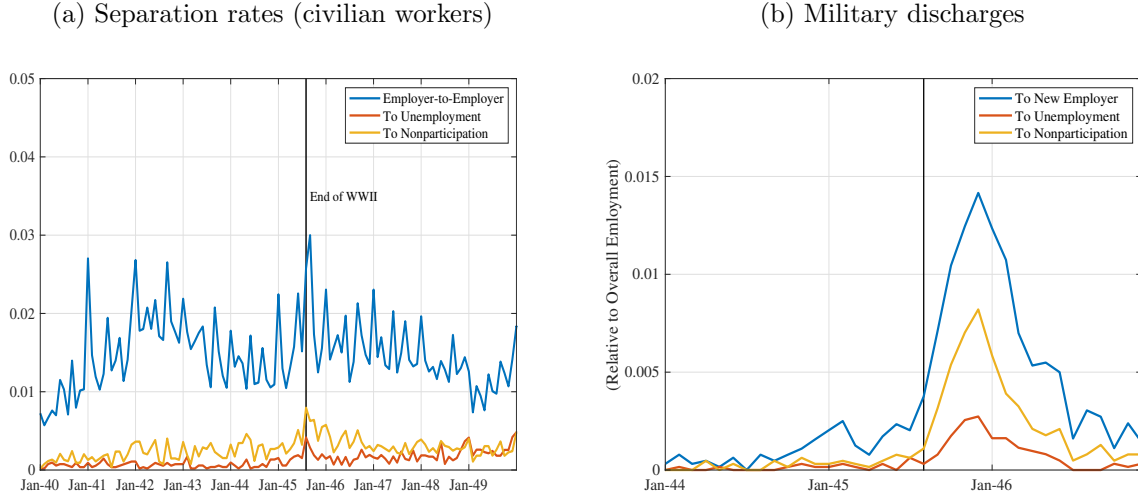 (a) Separation rates (civilian workers)
0.05
0.04
0.03
0.02
0.01
0
Employer-to-Employer
To Unemployment
To Nonparticipation
End of WWII
Jan-40 Jan-41 Jan-42 Jan-43 Jan-44 Jan-45 Jan-46 Jan-47 Jan-48 Jan-49
(b) Military discharges
(Relative to Overall Emloyment)
0.02
0.015
0.01
0.005
0
To New Employer
To Unemployment
To Nonparticipation
Jan-44 Jan-45 Jan-46